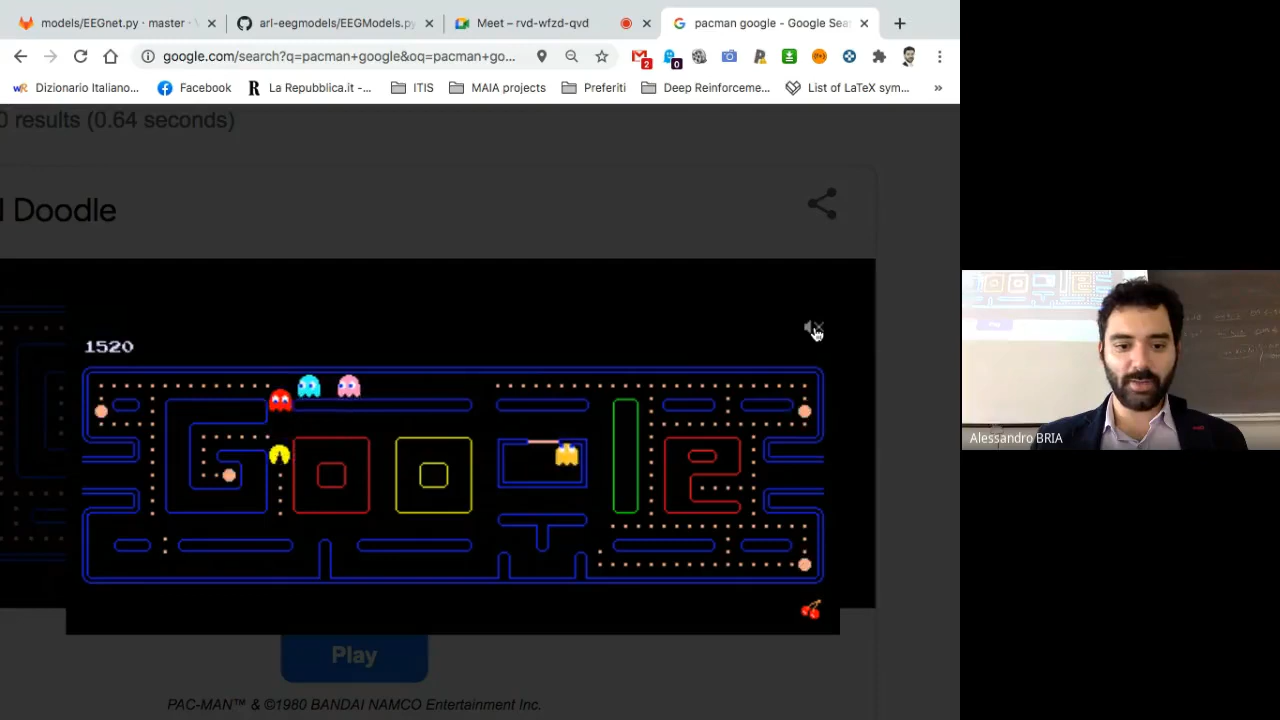 models/EEGnet.py · master ·
arl-eegmodels/EEGModels.py
Meet – rvd-wfzd-qvd
pacman google - Google Sea
google.com/search?q=pacman+google&oq=pacman+go...
2
0
wR Dizionario Italiano...
Facebook
R La Repubblica.it -...
ITIS
MAIA projects
Preferiti
Deep Reinforceme...
List of LaTeX sym...
»
0 results (0.64 seconds)
l Doodle
1520
Play
PAC-MAN™ & ©1980 BANDAI NAMCO Entertainment Inc.
Alessandro BRIA